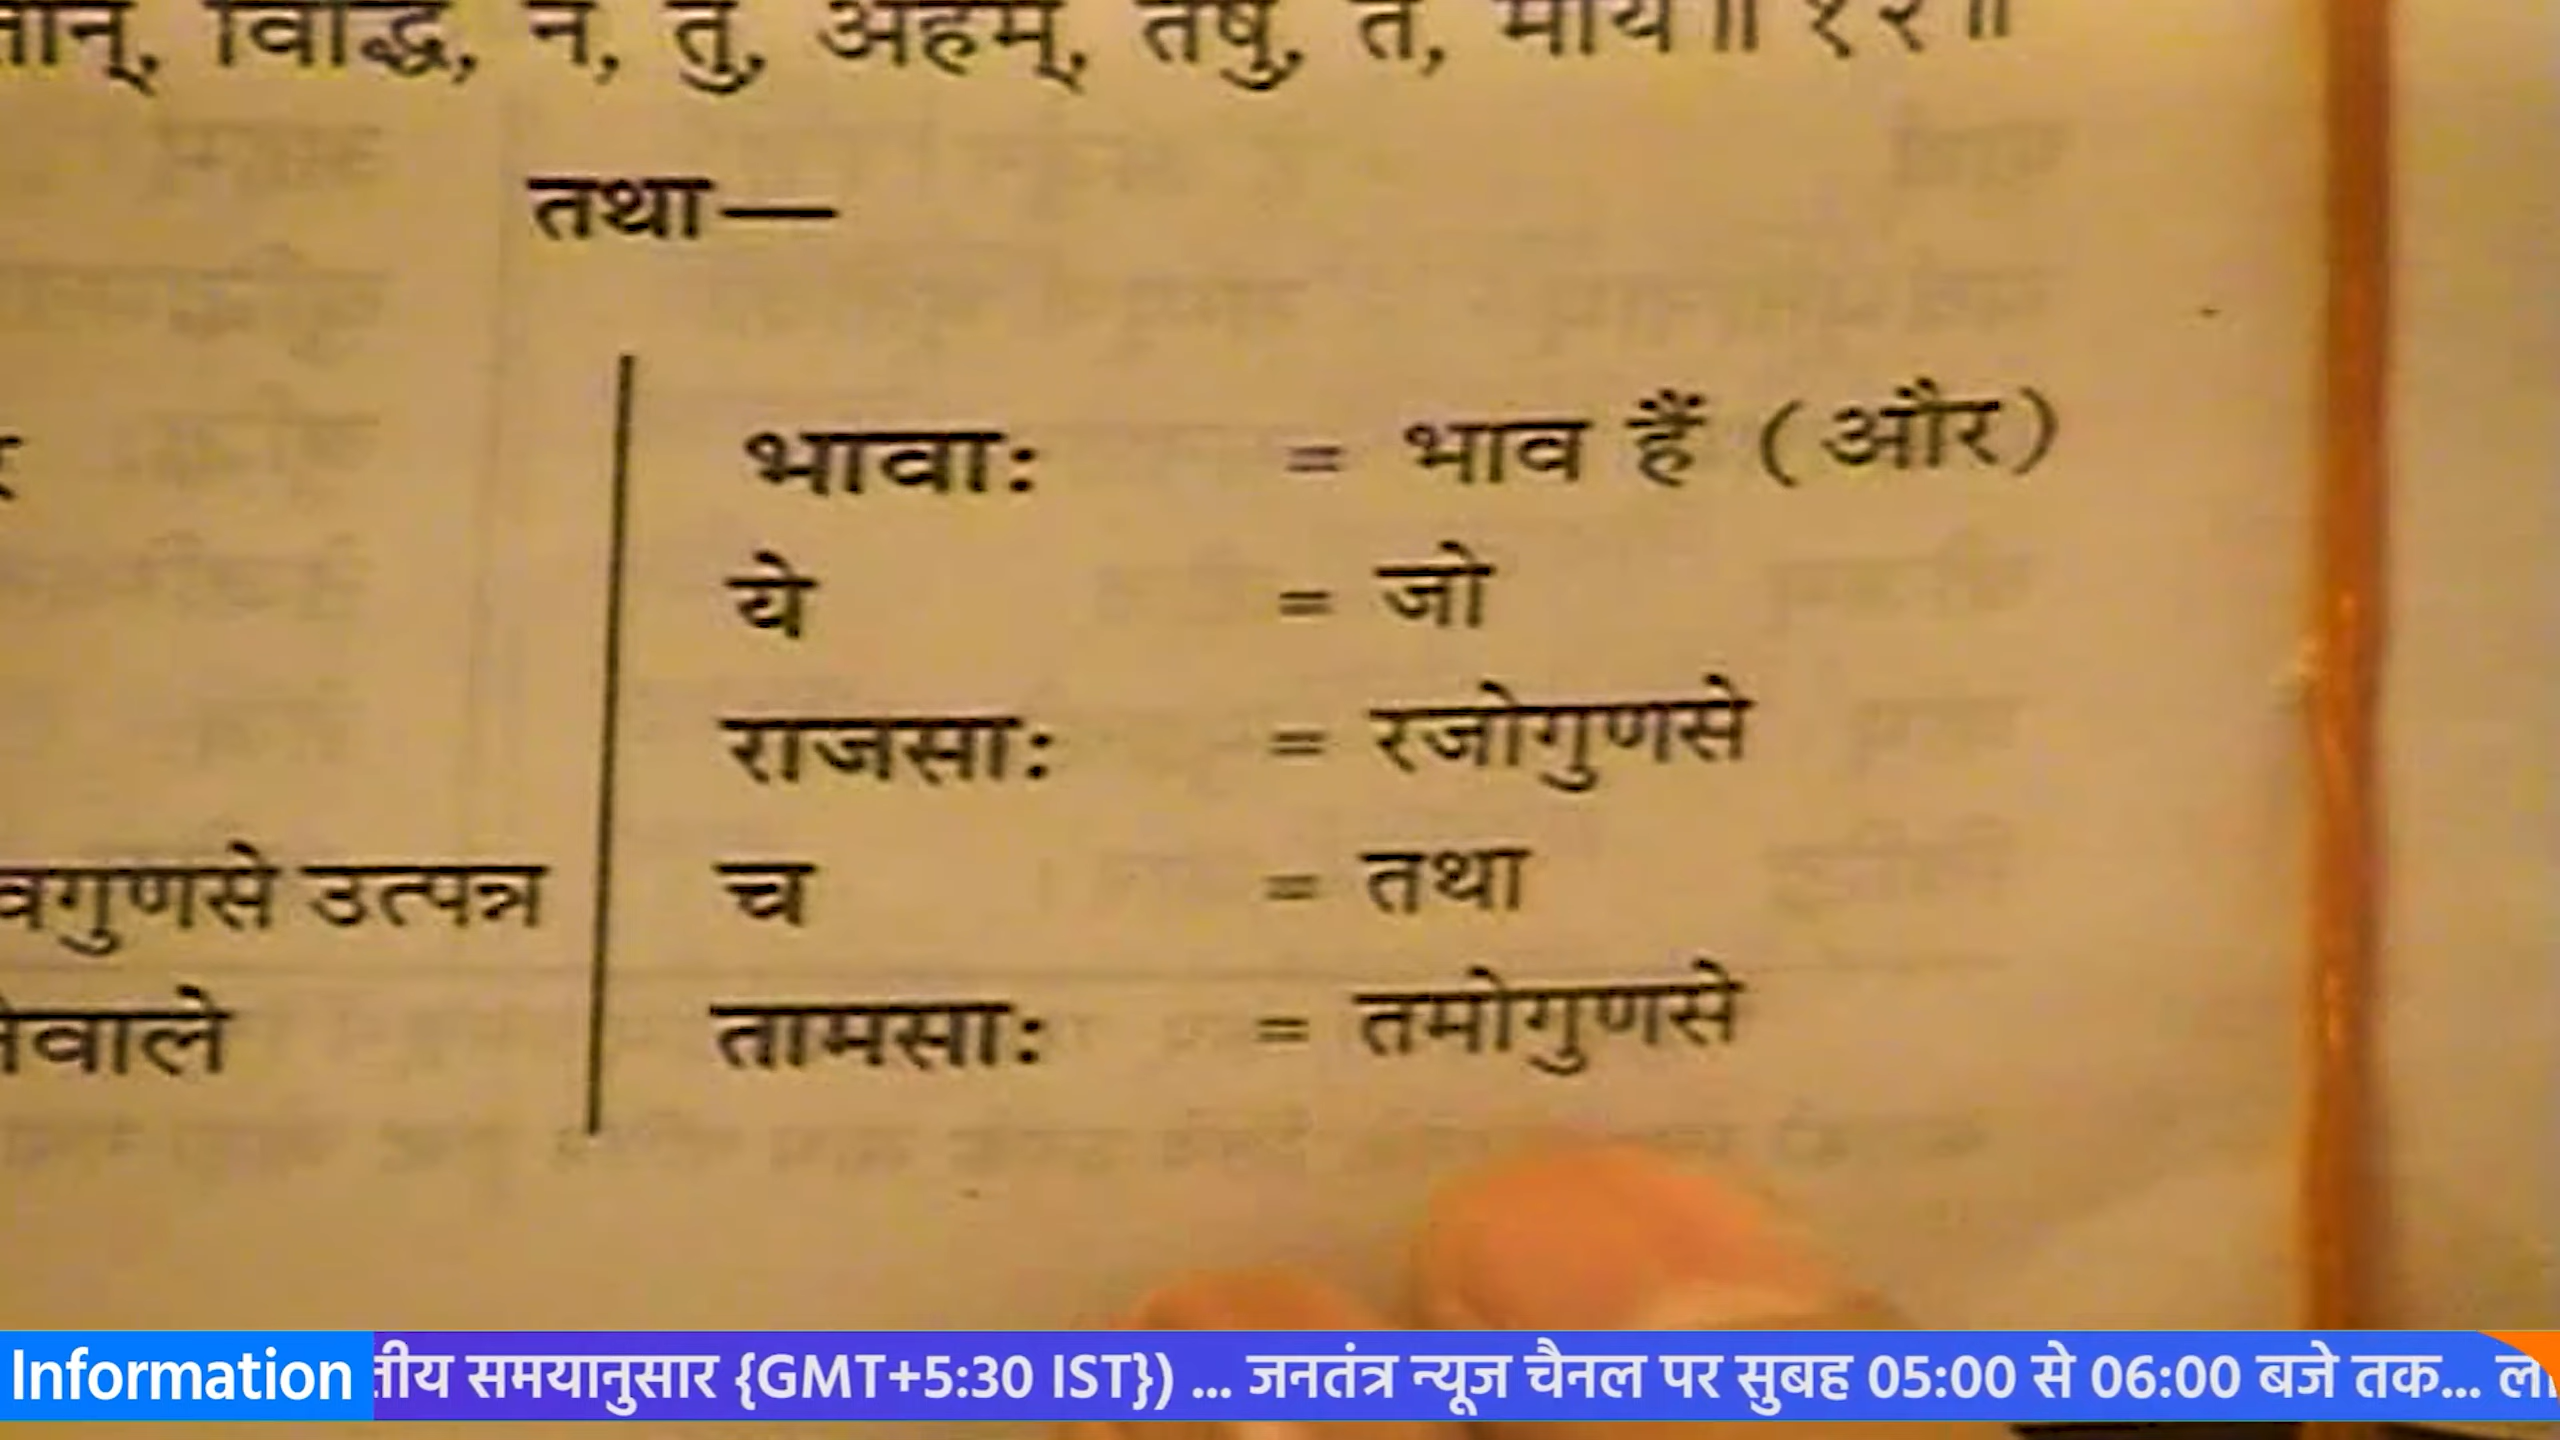 तान्, विद्धि, न, तु, अहम्, तेषु, ते, मयि॥ १२॥
तथा—
भावाः = भाव हैं (और)
ये = जो
राजसाः = रजोगुणसे
वगुणसे उत्पन्न च = तथा
नेवाले तामसाः = तमोगुणसे
Information तीय समयानुसार {GMT+5:30 IST}) ... जनतंत्र न्यूज चैनल पर सुबह 05:00 से 06:00 बजे तक...